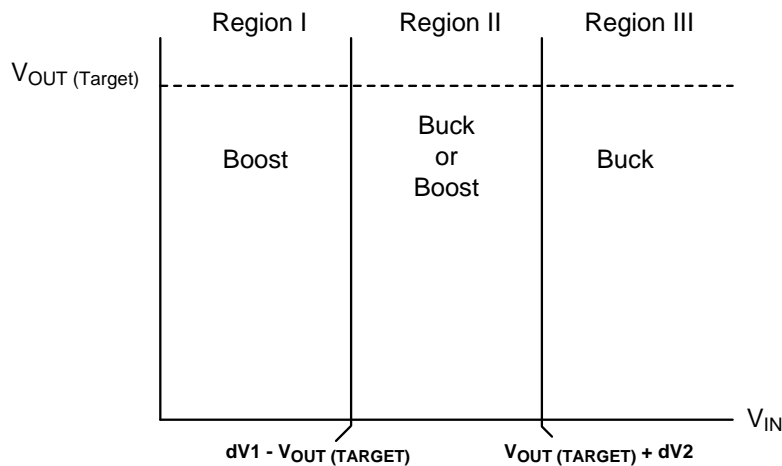 Region I Region II Region III
VOUT (Target)
Boost
Buck
or
Boost
Buck
VIN
dV1 - VOUT (TARGET)
VOUT (TARGET) + dV2